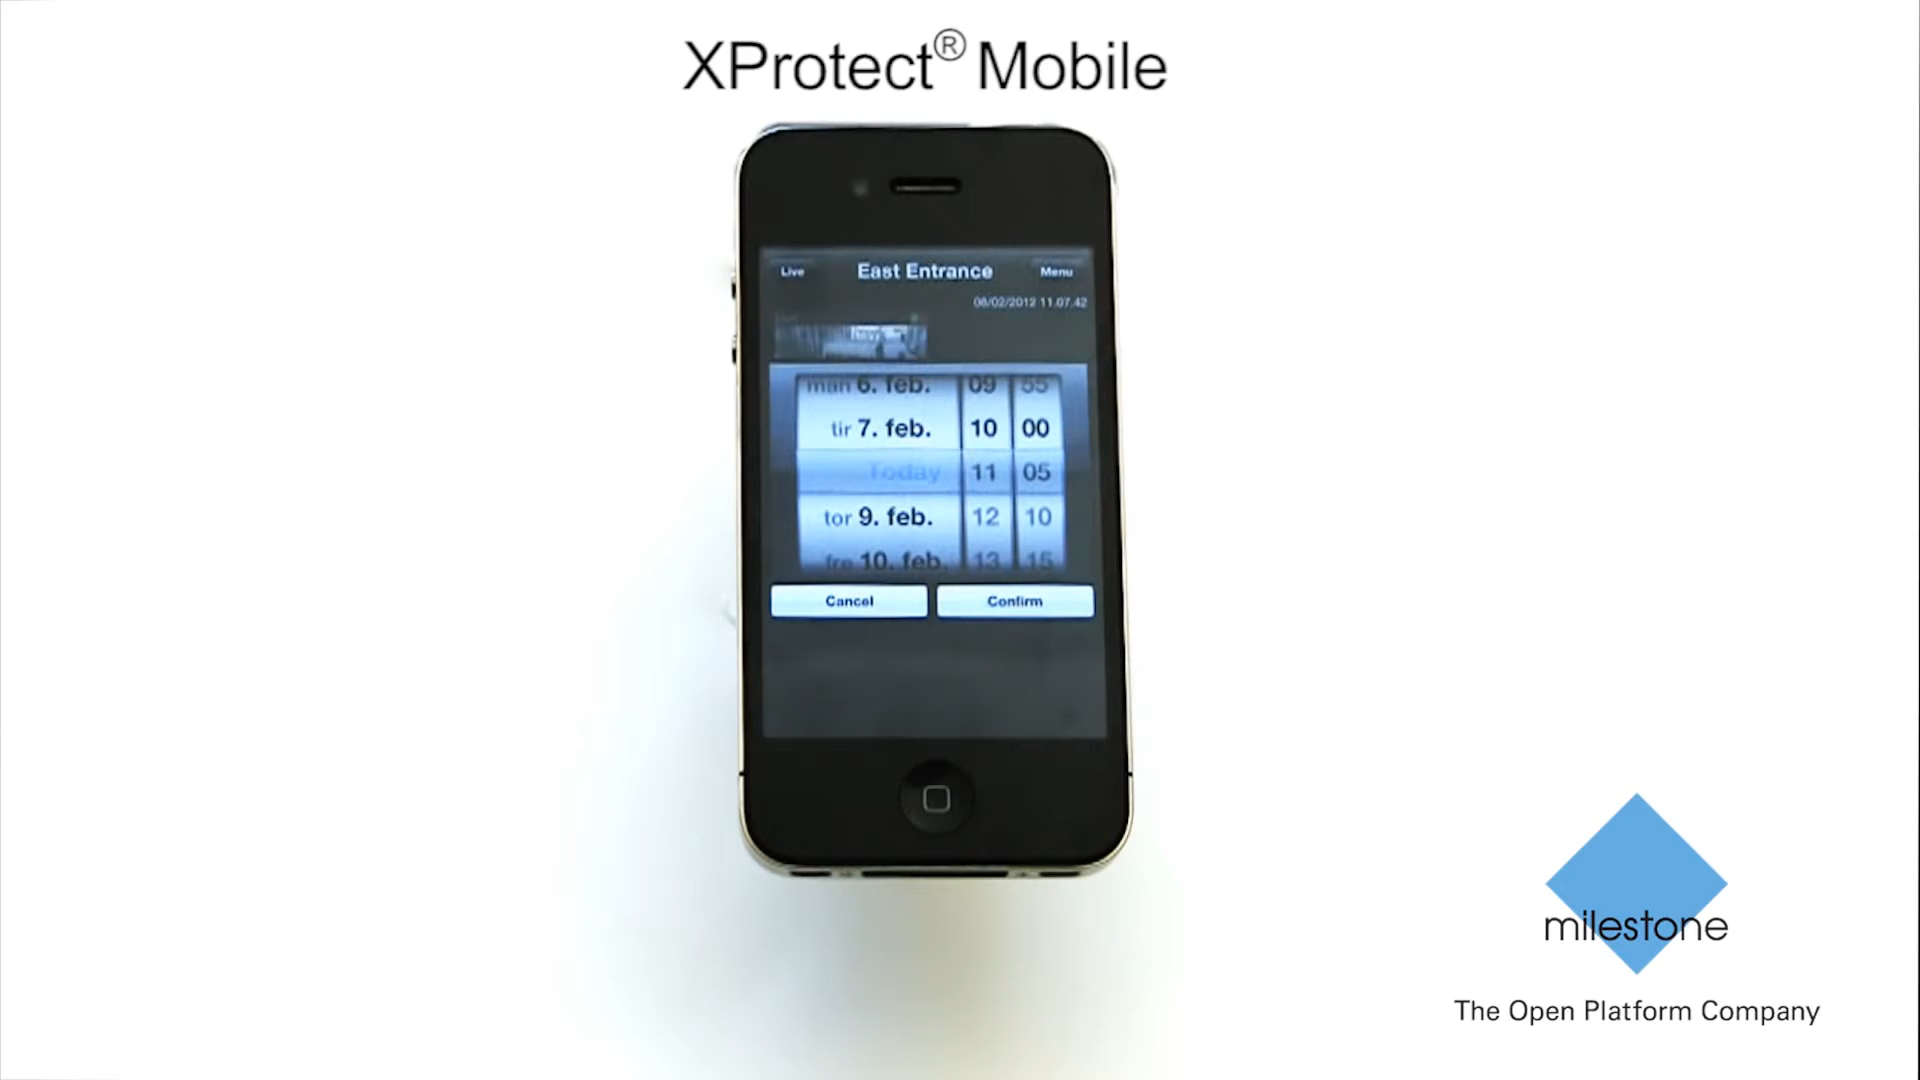 XProtect® Mobile
Live East Entrance Menu
08/02/2012 11.07.42
man 6. feb. 09 55
tir 7. feb. 10 00
Today 11 05
tor 9. feb. 12 10
fre 10. feb. 13 15
Cancel Confirm
milestone
The Open Platform Company